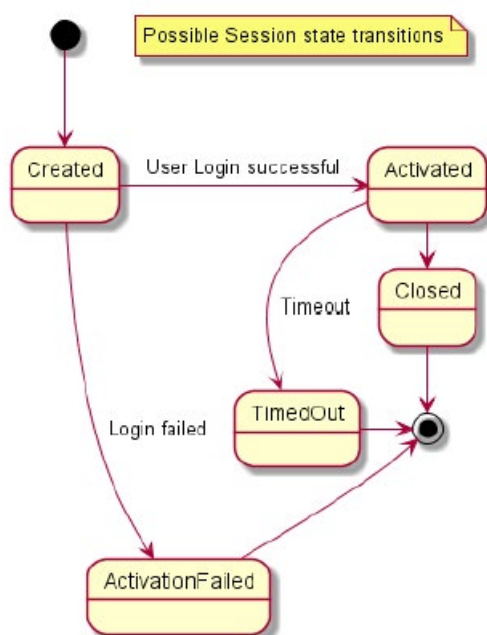 Possible Session state transitions
Created
User Login successful
Activated
Closed
Timeout
TimedOut
Login failed
ActivationFailed